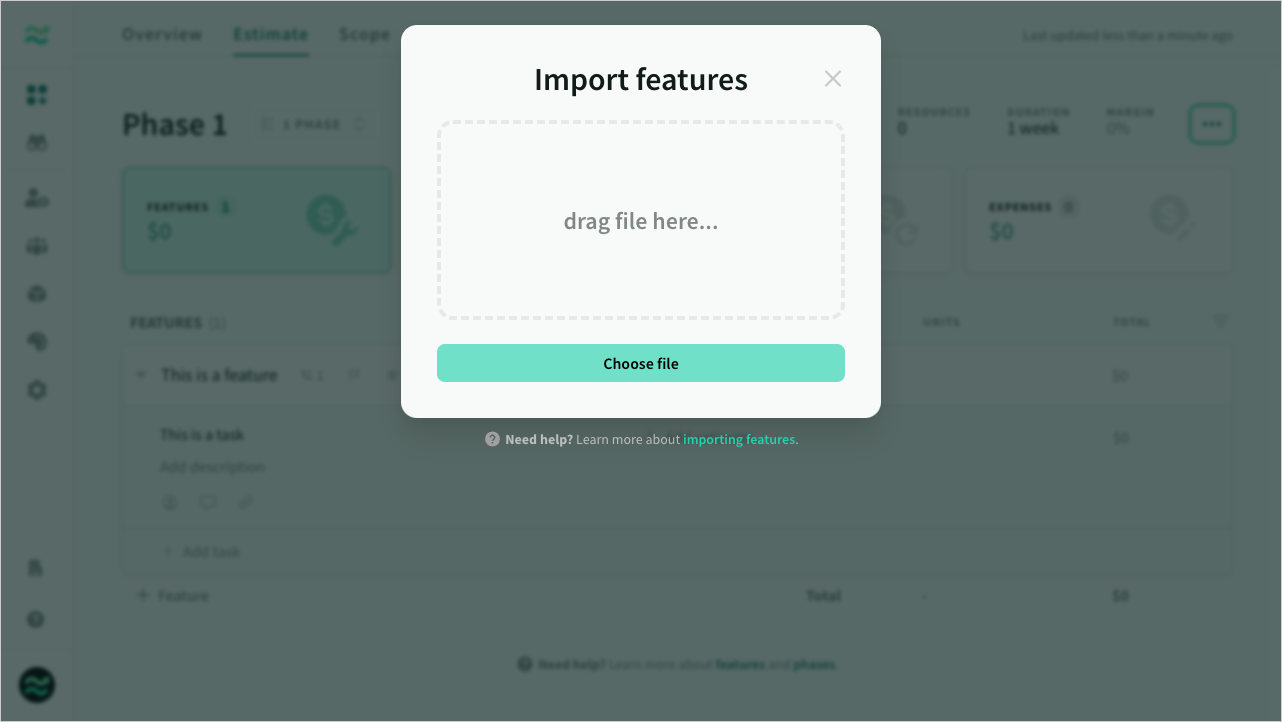 Overview Estimate Scope
Last updated less than a minute ago
Import features
Phase 1
1 PHASE
RESOURCES
0
DURATION
1 week
MARGIN
0%
drag file here...
FEATURES 1
$0
EXPENSES 0
$0
FEATURES (1)
UNITS
TOTAL
Choose file
This is a feature
1
$0
This is a task
$0
Need help? Learn more about importing features.
Add description
Add task
Feature
Total
-
$0
Need help? Learn more about features and phases.